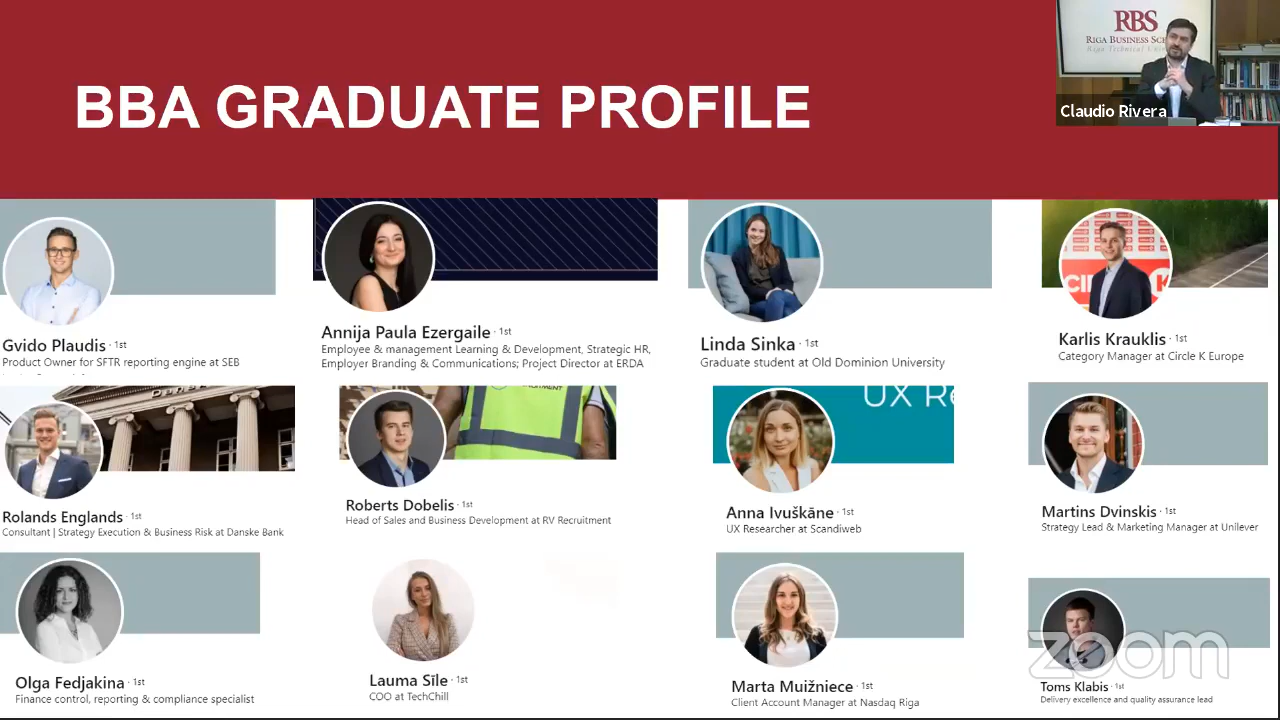 BBA GRADUATE PROFILE
RBS
RIGA BUSINESS
Riga Technical
Claudio Rivera
Gvido Plaudis · 1st
Product Owner for SFTR reporting engine at SEB
Annija Paula Ezergaile · 1st
Employee & management Learning & Development, Strategic HR,
Employer Branding & Communications; Project Director at ERDA
Linda Sinka · 1st
Graduate student at Old Dominion University
Karlis Krauklis · 1st
Category Manager at Circle K Europe
Rolands Englands · 1st
Consultant | Strategy Execution & Business Risk at Danske Bank
Roberts Dobelis · 1st
Head of Sales and Business Development at RV Recruitment
UX Re
Anna Ivuškāne · 1st
UX Researcher at Scandiweb
Martins Dvinskis · 1st
Strategy Lead & Marketing Manager at Unilever
Olga Fedjakina · 1st
Finance control, reporting & compliance specialist
Lauma Sīle · 1st
COO at TechChill
Marta Muižniece · 1st
Client Account Manager at Nasdaq Riga
zoom
Toms Klabis · 1st
Delivery excellence and quality assurance lead